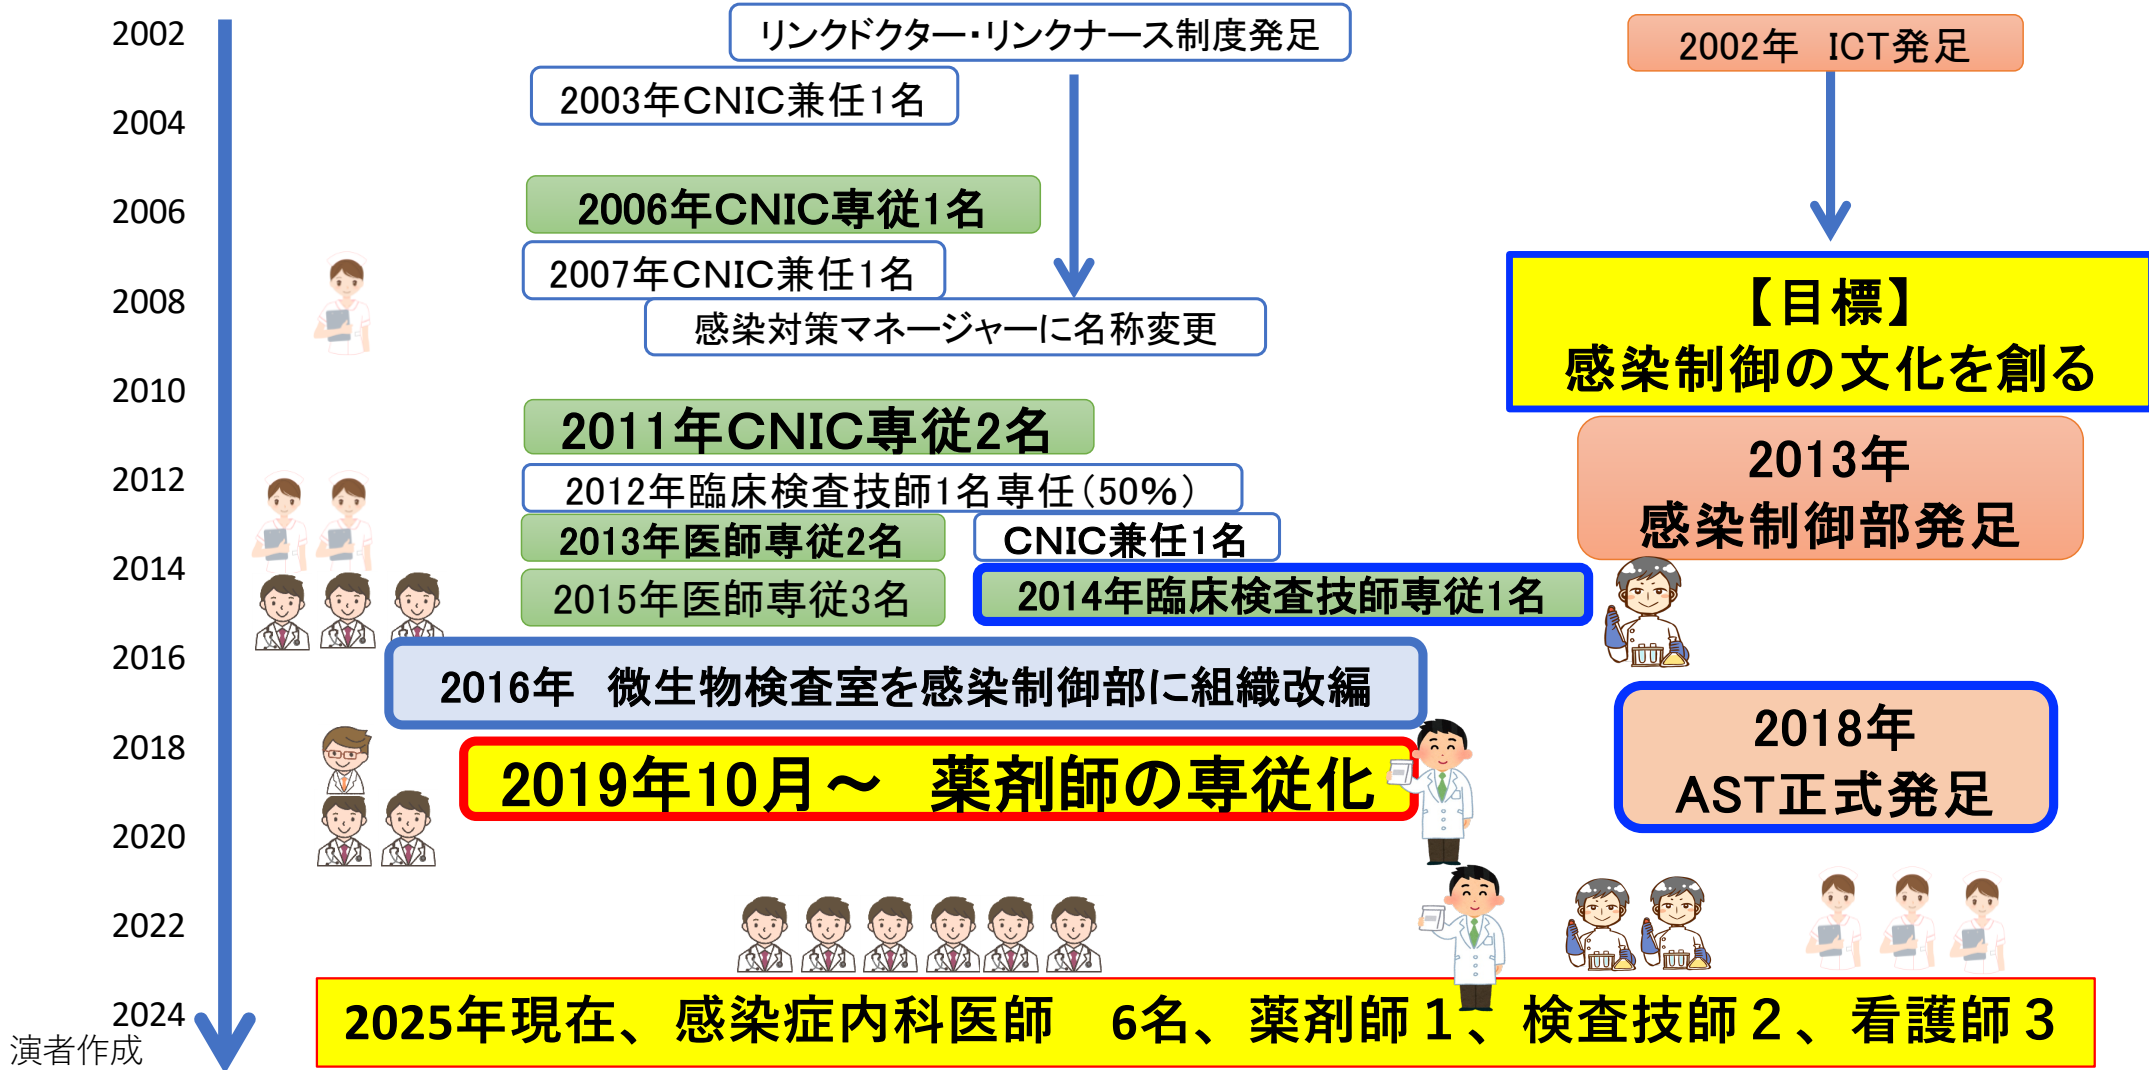 2002
2004
2006
2008
2010
2012
2014
2016
2018
2020
2022
2024
リンクドクター・リンクナース制度発足
2003年CNIC兼任1名
2006年CNIC専従1名
2007年CNIC兼任1名
感染対策マネージャーに名称変更
2011年CNIC専従2名
2012年臨床検査技師1名専任（50％）
2013年医師専従2名
CNIC兼任1名
2015年医師専従3名
2014年臨床検査技師専従1名
2016年　微生物検査室を感染制御部に組織改編
2019年10月～　薬剤師の専従化
2002年　ICT発足
【目標】
感染制御の文化を創る
2013年
感染制御部発足
2018年
AST正式発足
2025年現在、感染症内科医師　6名、薬剤師１、検査技師２、看護師３
演者作成